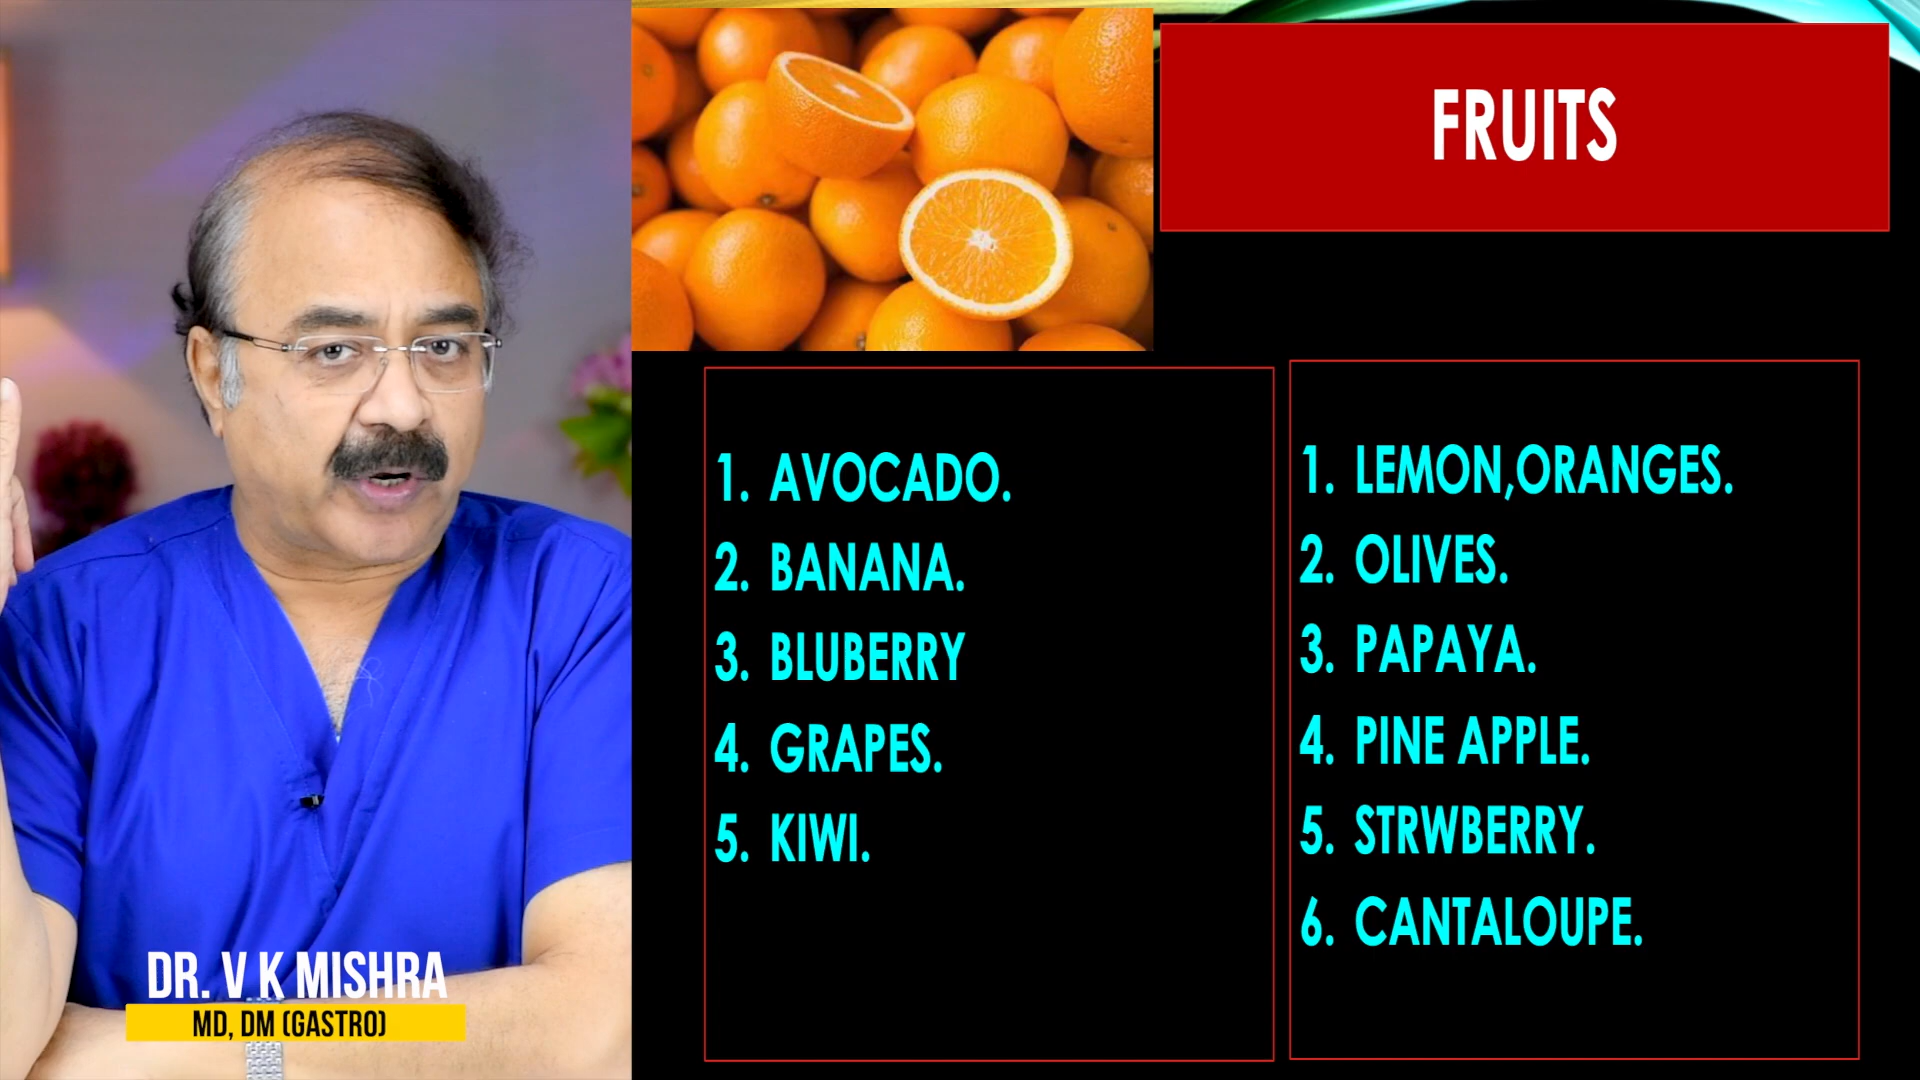 FRUITS
1. AVOCADO.
2. BANANA.
3. BLUBERRY
4. GRAPES.
5. KIWI.
1. LEMON,ORANGES.
2. OLIVES.
3. PAPAYA.
4. PINE APPLE.
5. STRWBERRY.
6. CANTALOUPE.
DR. V K MISHRA
MD, DM (GASTRO)